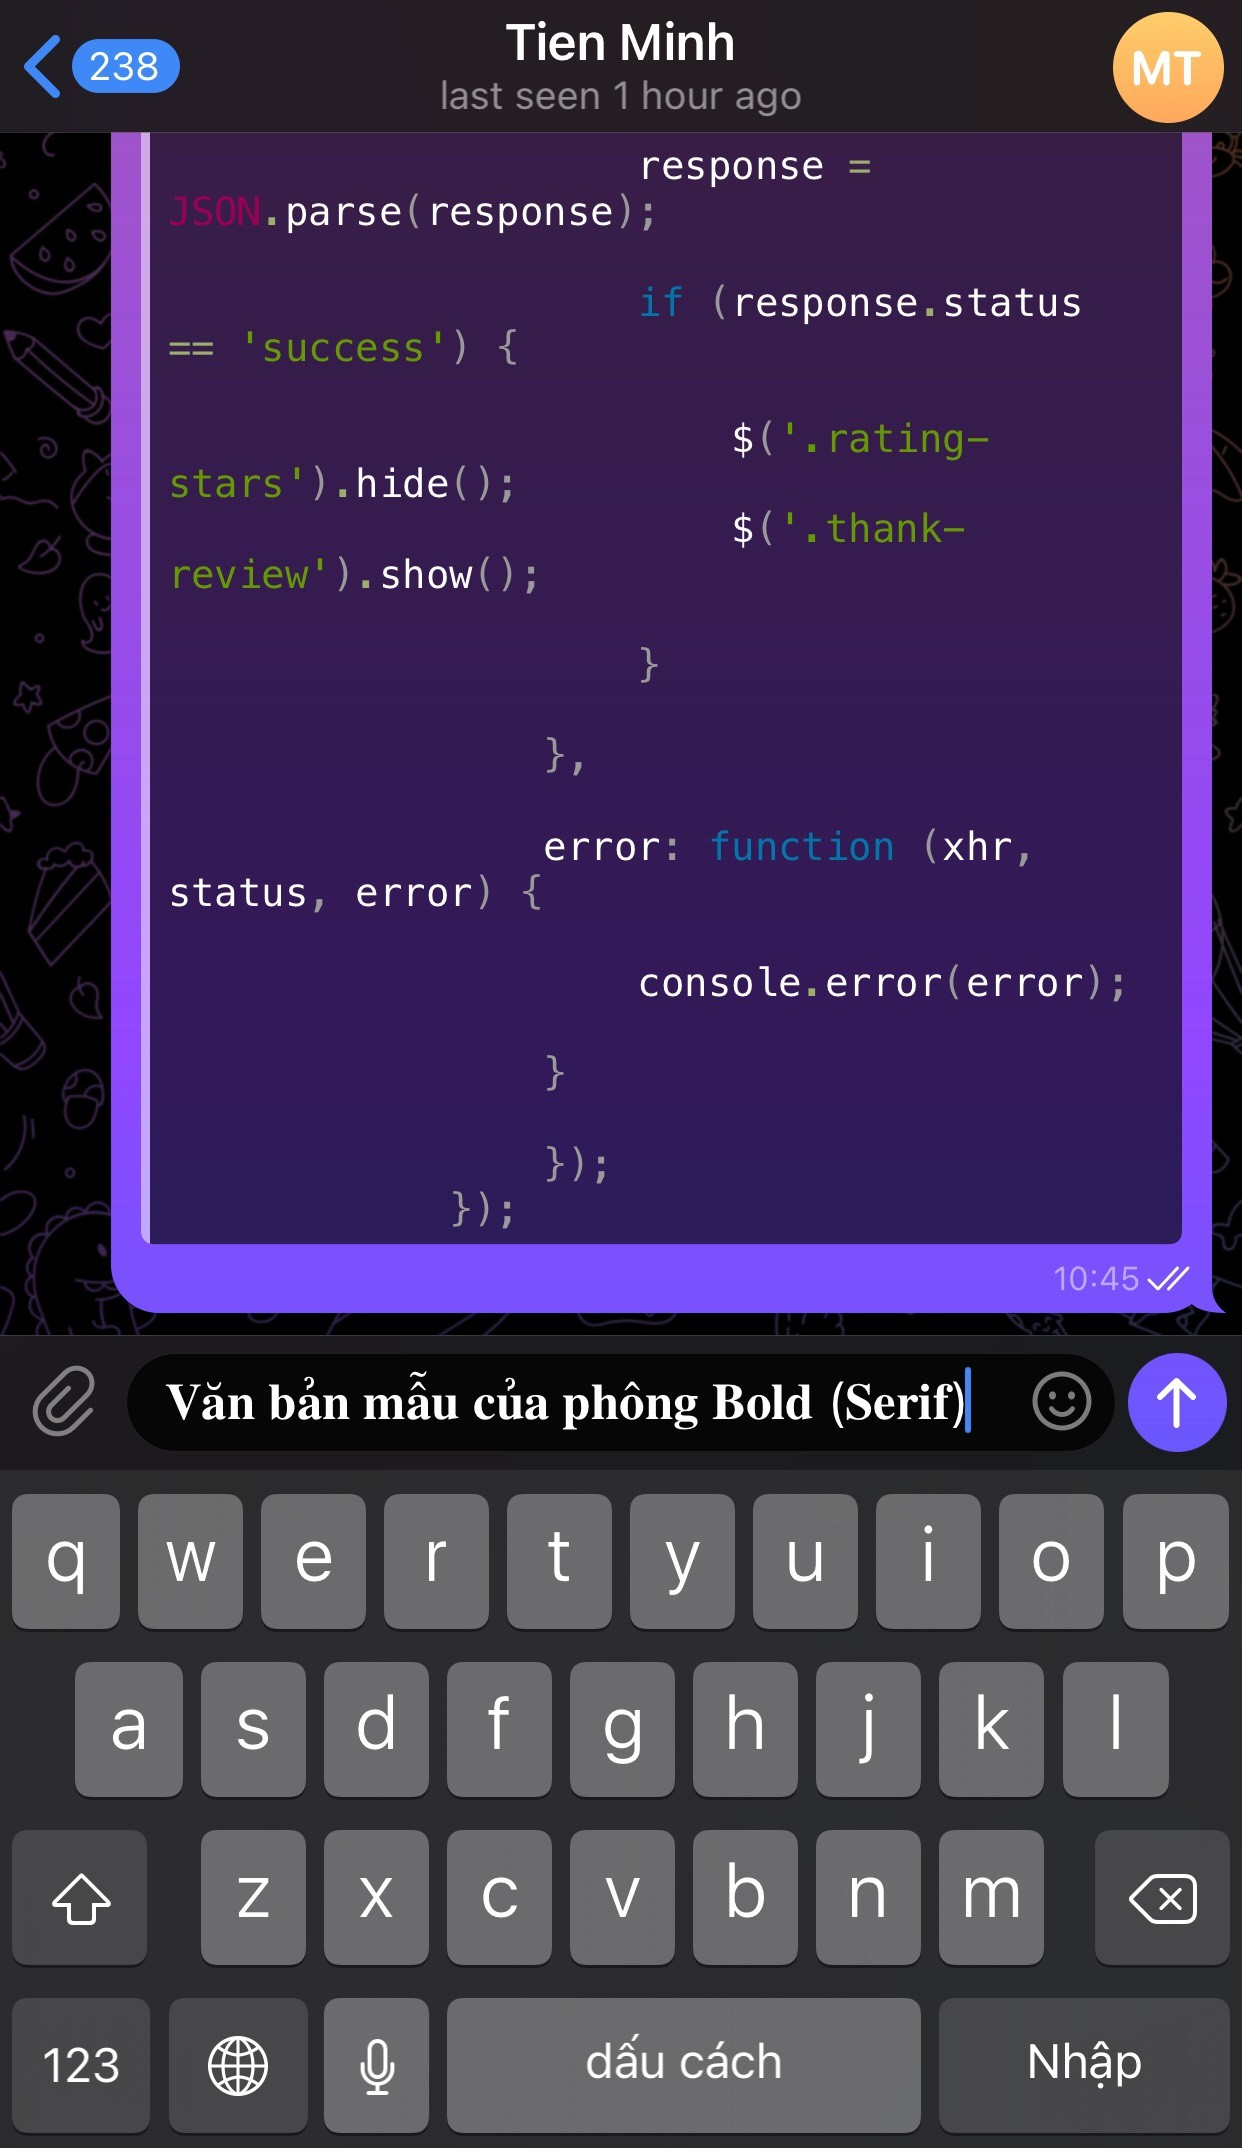 238
Tien Minh
last seen 1 hour ago
MT
response =
JSON.parse(response);
if (response.status
== 'success') {
$('.rating-
stars').hide();
$('.thank-
review').show();
}
},
error: function (xhr,
status, error) {
console.error(error);
}
});
});
10:45
Văn bản mẫu của phông Bold (Serif)
q w e r t y u i o p
a s d f g h j k l
z x c v b n m
123 dấu cách Nhập